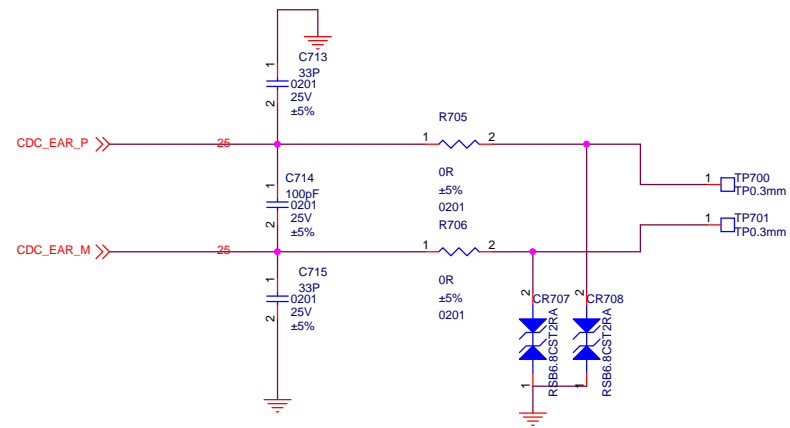 1
C713
33P
0201
25V
±5%
2
CDC_EAR_P
25
R705
1
2
0R
±5%
0201
1
C714
100pF
0201
25V
±5%
2
1
TP700
TP0.3mm
1
TP701
TP0.3mm
CDC_EAR_M
25
R706
1
2
0R
±5%
0201
1
C715
33P
0201
25V
±5%
2
2
CR707
RSB6.8CST2RA
1
2
CR708
RSB6.8CST2RA
1